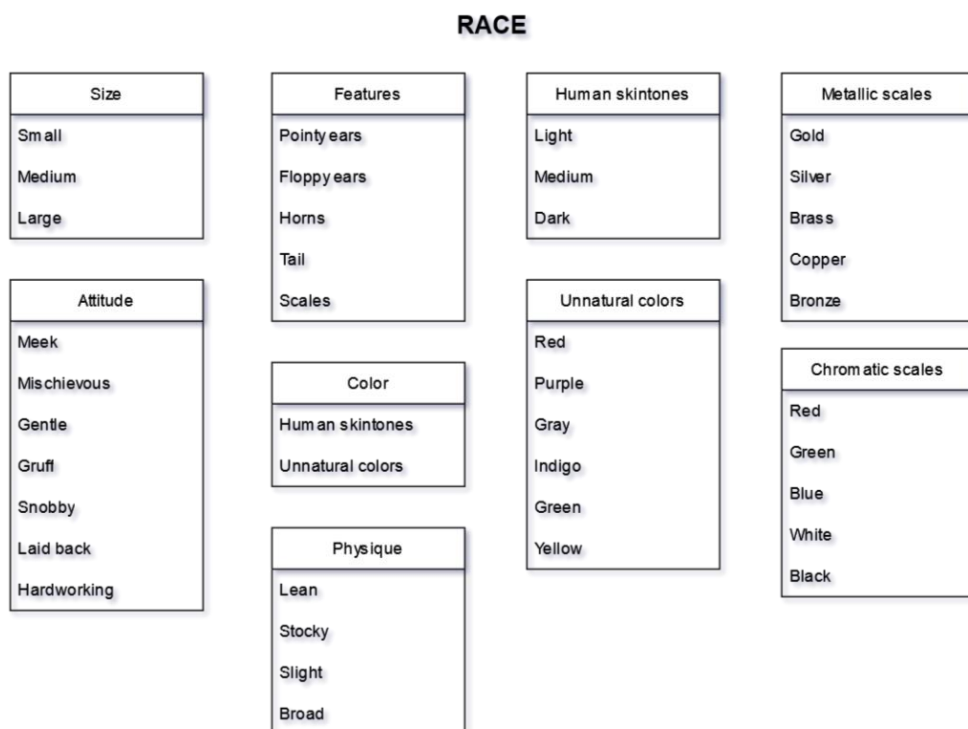 RACE
Size
Small
Medium
Large
Attitude
Meek
Mischievous
Gentle
Gruff
Snobby
Laid back
Hardworking
Features
Pointy ears
Floppy ears
Horns
Tail
Scales
Color
Human skintones
Unnatural colors
Physique
Lean
Stocky
Slight
Broad
Human skintones
Light
Medium
Dark
Unnatural colors
Red
Purple
Gray
Indigo
Green
Yellow
Metallic scales
Gold
Silver
Brass
Copper
Bronze
Chromatic scales
Red
Green
Blue
White
Black